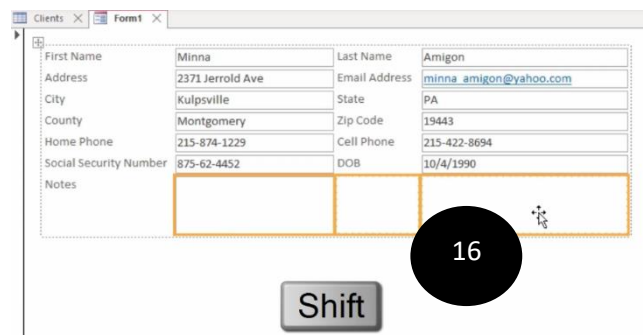 Clients Form1
First Name Minna Last Name Amigon
Address 2371 Jerrold Ave Email Address minna_amigon@yahoo.com
City Kulpsville State PA
County Montgomery Zip Code 19443
Home Phone 215-874-1229 Cell Phone 215-422-8694
Social Security Number 875-62-4452 DOB 10/4/1990
Notes
16
Shift